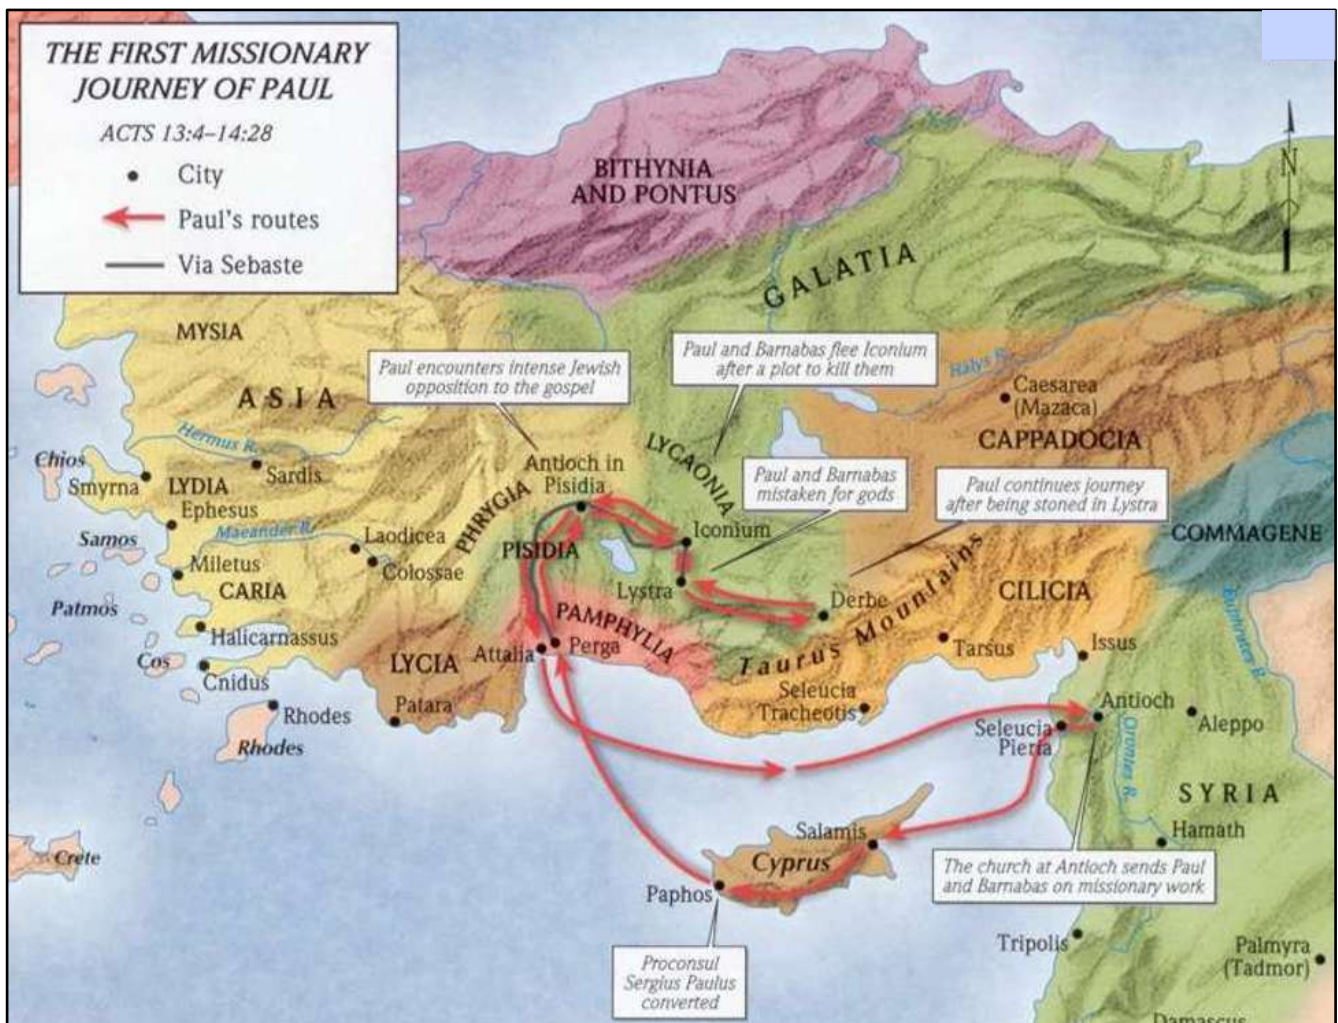 THE FIRST MISSIONARY
JOURNEY OF PAUL
ACTS 13:4–14:28
City
Paul's routes
Via Sebaste
N
BITHYNIA
AND PONTUS
GALATIA
MYSIA
ASIA
Paul encounters intense Jewish
opposition to the gospel
Paul and Barnabas flee Iconium
after a plot to kill them
Halys R.
Caesarea
(Mazaca)
CAPPADOCIA
Hermus R.
Chios
Smyrna
LYDIA
Sardis
Ephesus
PHRYGIA
Antioch in
Pisidia
LYCAONIA
Paul and Barnabas
mistaken for gods
Paul continues journey
after being stoned in Lystra
COMMAGENE
Maeander R.
Samos
Laodicea
Colossae
Miletus
CARIA
PISIDIA
Iconium
Lystra
Derbe
CILICIA
Euphrates R.
Patmos
Halicarnassus
PAMPHYLIA
Taurus Mountains
Tarsus
Issus
Cos
Cnidus
LYCIA
Attalia
Perga
Patara
Rhodes
Rhodes
Seleucia
Tracheotis
Seleucia
Pieria
Antioch
Aleppo
Orontes R.
SYRIA
Hamath
Crete
Salamis
Cyprus
Paphos
The church at Antioch sends Paul
and Barnabas on missionary work
Proconsul
Sergius Paulus
converted
Tripolis
Palmyra
(Tadmor)
Damascus